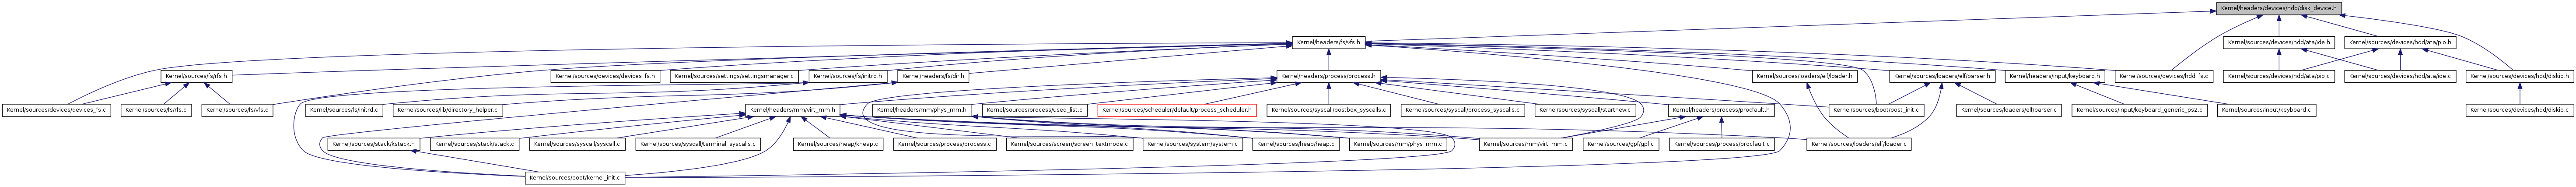 Kernel/headers/devices/hdd/disk_device.h
Kernel/headers/fs/vfs.h
Kernel/sources/devices/hdd/ata/ide.h
Kernel/sources/devices/hdd/ata/pio.h
Kernel/sources/fs/rfs.h
Kernel/sources/devices/devices_fs.h
Kernel/sources/settings/settingsmanager.c
Kernel/sources/fs/initrd.h
Kernel/headers/fs/dir.h
Kernel/headers/process/process.h
Kernel/sources/loaders/elf/loader.h
Kernel/sources/loaders/elf/parser.h
Kernel/headers/input/keyboard.h
Kernel/sources/devices/hdd_fs.c
Kernel/sources/devices/hdd/ata/pio.c
Kernel/sources/devices/hdd/ata/ide.c
Kernel/sources/devices/hdd/diskio.h
Kernel/sources/devices/devices_fs.c
Kernel/sources/fs/rfs.c
Kernel/sources/fs/vfs.c
Kernel/sources/fs/initrd.c
Kernel/sources/lib/directory_helper.c
Kernel/headers/mm/virt_mm.h
Kernel/headers/mm/phys_mm.h
Kernel/sources/process/used_list.c
Kernel/sources/scheduler/default/process_scheduler.h
Kernel/sources/syscall/postbox_syscalls.c
Kernel/sources/syscall/process_syscalls.c
Kernel/sources/syscall/startnew.c
Kernel/headers/process/procfault.h
Kernel/sources/boot/post_init.c
Kernel/sources/loaders/elf/parser.c
Kernel/sources/input/keyboard_generic_ps2.c
Kernel/sources/input/keyboard.c
Kernel/sources/devices/hdd/diskio.c
Kernel/sources/stack/kstack.h
Kernel/sources/stack/stack.c
Kernel/sources/syscall/syscall.c
Kernel/sources/syscall/terminal_syscalls.c
Kernel/sources/heap/kheap.c
Kernel/sources/process/process.c
Kernel/sources/screen/screen_textmode.c
Kernel/sources/system/system.c
Kernel/sources/heap/heap.c
Kernel/sources/mm/phys_mm.c
Kernel/sources/mm/virt_mm.c
Kernel/sources/gpf/gpf.c
Kernel/sources/process/procfault.c
Kernel/sources/loaders/elf/loader.c
Kernel/sources/boot/kernel_init.c